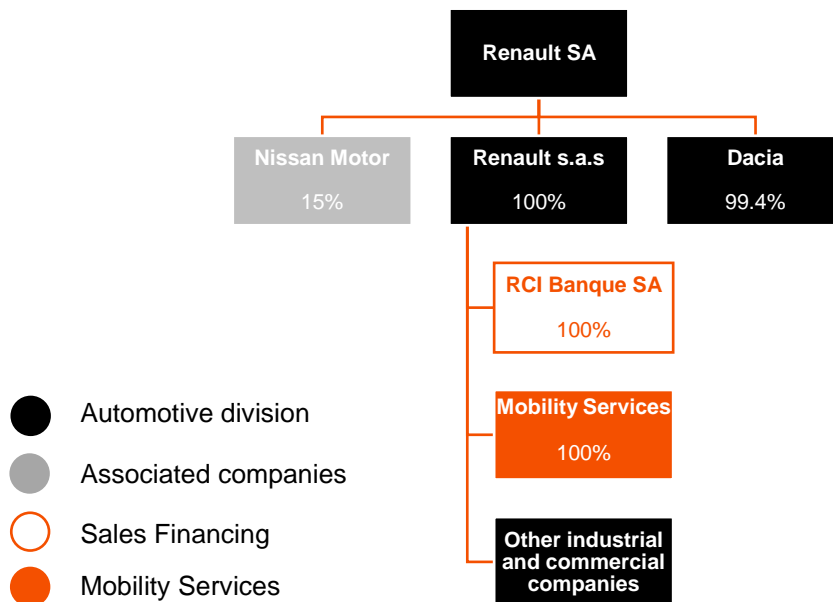 Renault SA
Nissan Motor
15%
Renault s.a.s
100%
Dacia
99.4%
RCI Banque SA
100%
Mobility Services
100%
Other industrial
and commercial
companies
Automotive division
Associated companies
Sales Financing
Mobility Services